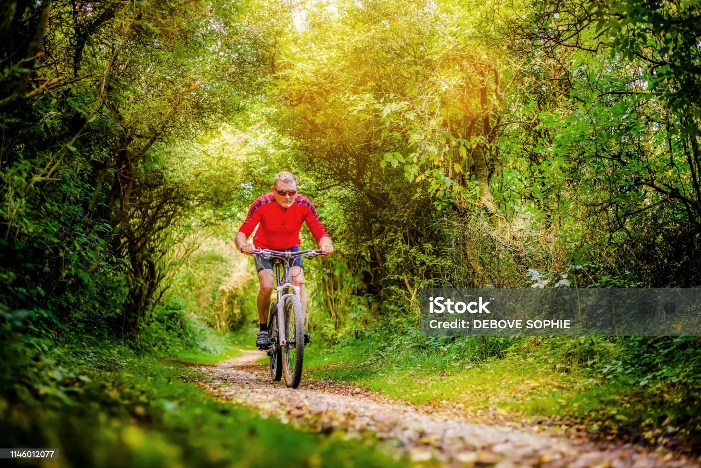 iStock
Credit: DEBOVE SOPHIE
1146012077